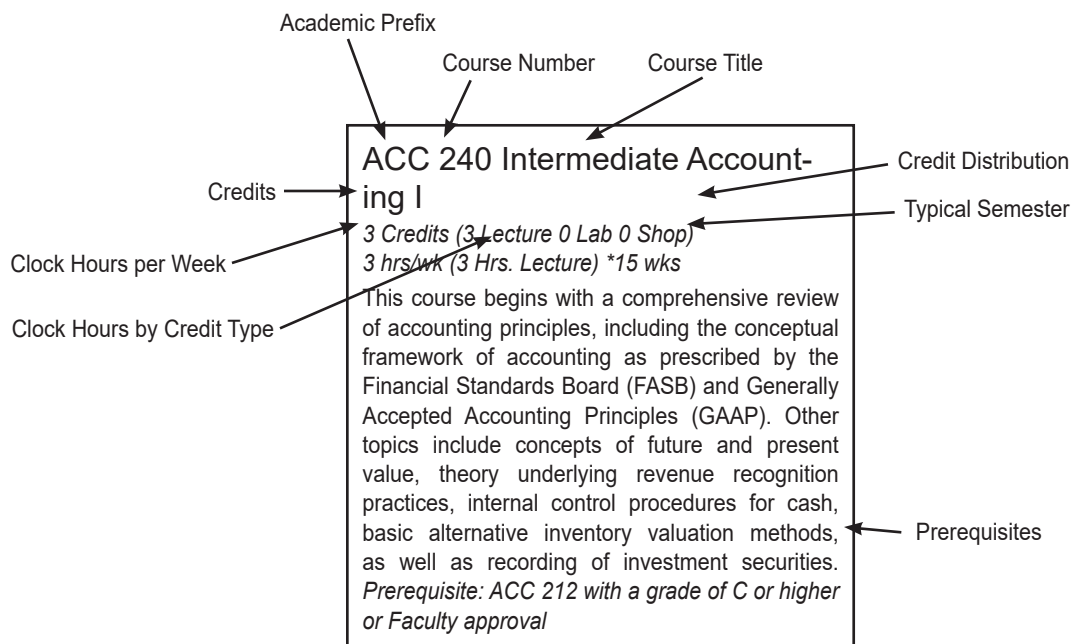 Academic Prefix
Course Number
Course Title
ACC 240 Intermediate Account-
ing I
Credit Distribution
Credits
Typical Semester
3 Credits (3 Lecture 0 Lab 0 Shop)
Clock Hours per Week
3 hrs/wk (3 Hrs. Lecture) *15 wks
Clock Hours by Credit Type
This course begins with a comprehensive review
of accounting principles, including the conceptual
framework of accounting as prescribed by the
Financial Standards Board (FASB) and Generally
Accepted Accounting Principles (GAAP). Other
topics include concepts of future and present
value, theory underlying revenue recognition
practices, internal control procedures for cash,
basic alternative inventory valuation methods,
as well as recording of investment securities.
Prerequisites
Prerequisite: ACC 212 with a grade of C or higher
or Faculty approval